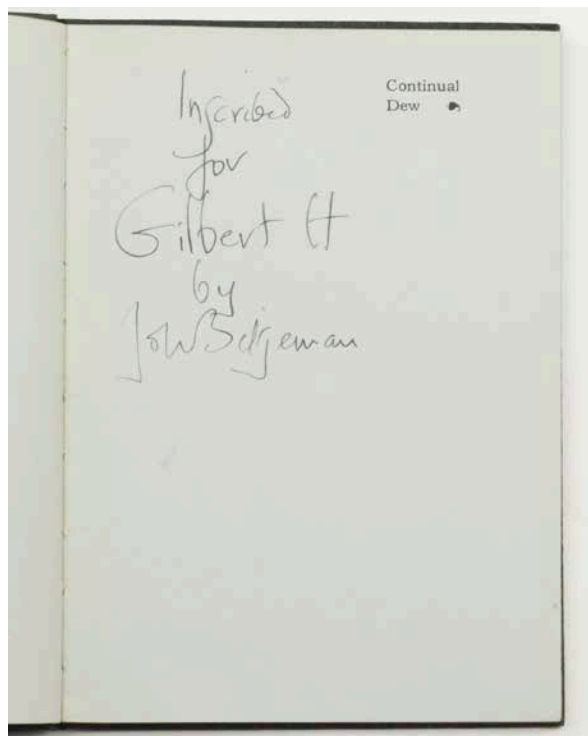 Inscribed
for
Gilbert H
by
John Betjeman
Continual
Dew